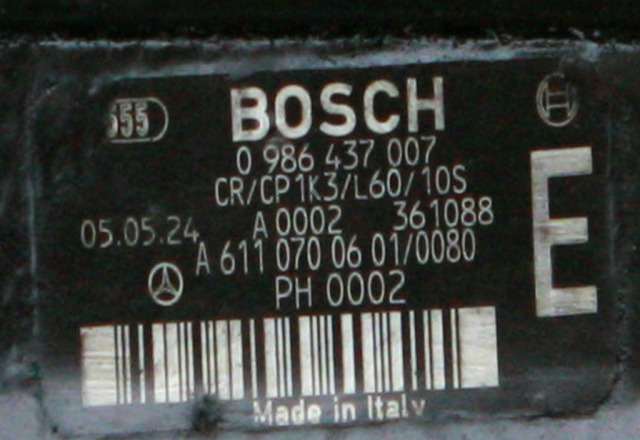 555 BOSCH
0 986 437 007
CR/CP1K3/L60/10S
E
05.05.24 A 0002 361088
A 611 070 06 01/0080
PH 0002
Made in Italy